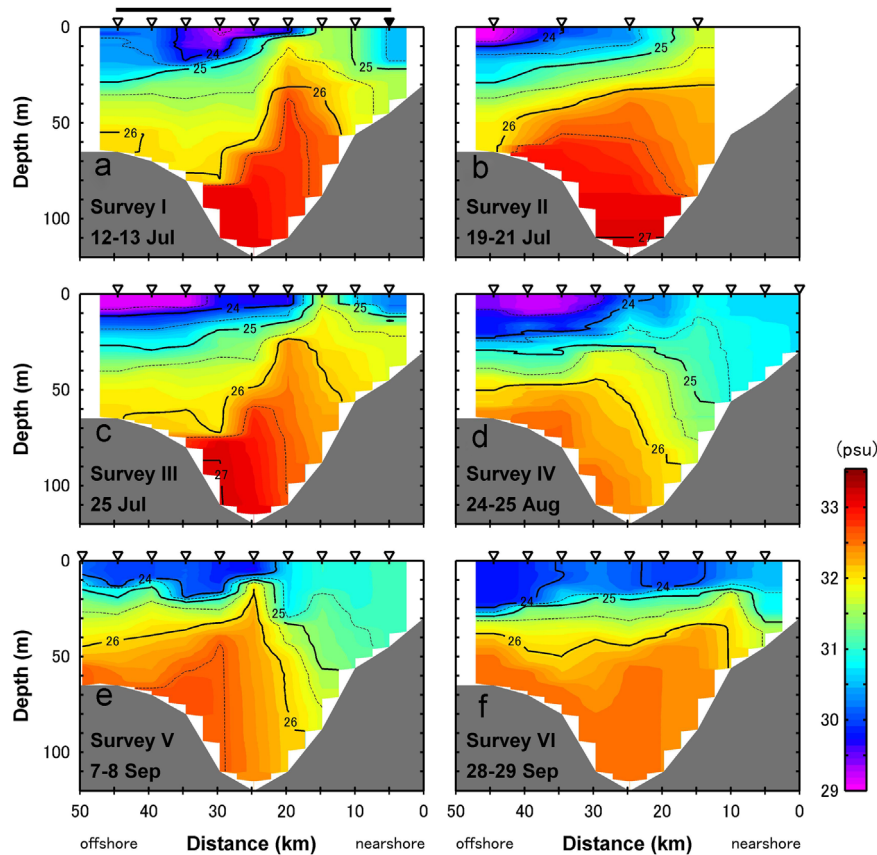 0
50
100
Depth (m)
24
25
26
a
Survey I
12-13 Jul
24
25
26
27
b
Survey II
19-21 Jul
0
50
100
Depth (m)
24
25
25
26
27
c
Survey III
25 Jul
24
25
26
d
Survey IV
24-25 Aug
(psu)
33
32
31
30
29
0
50
100
Depth (m)
24
25
26
26
e
Survey V
7-8 Sep
24
24
25
26
f
Survey VI
28-29 Sep
50 40 30 20 10 0
50 40 30 20 10 0
offshore Distance (km) nearshore
offshore Distance (km) nearshore